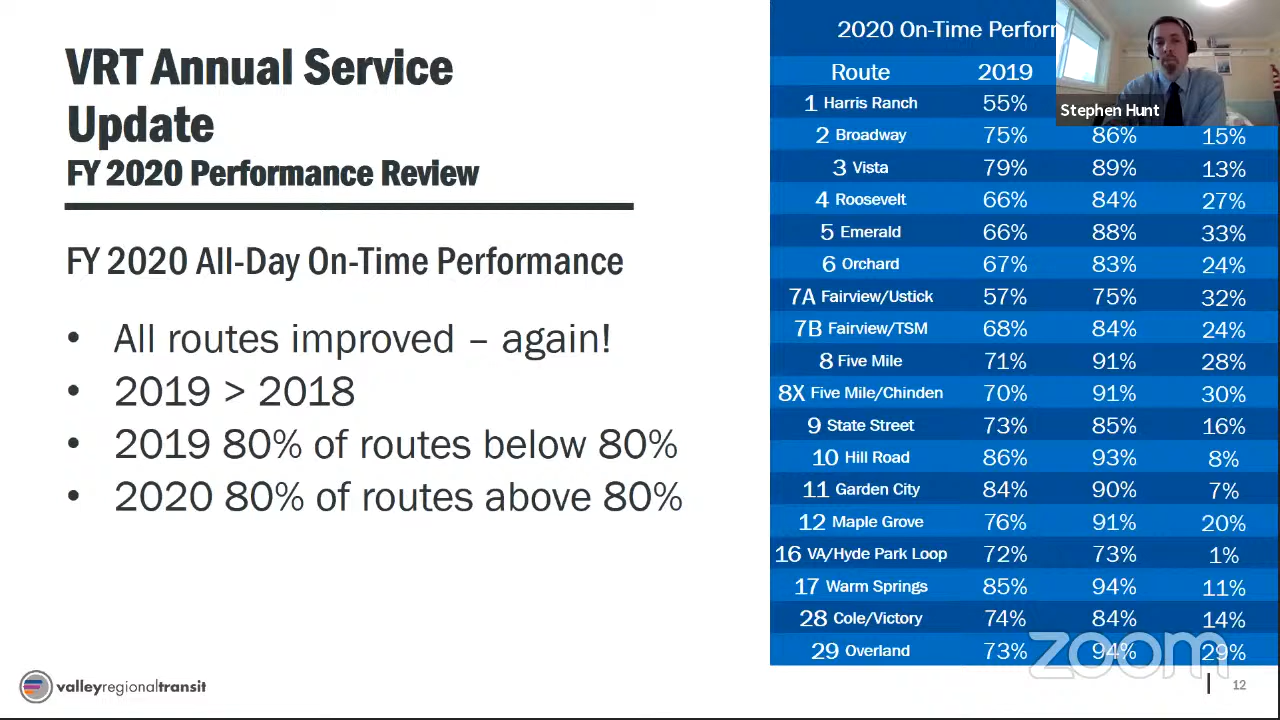 VRT Annual Service
Update
FY 2020 Performance Review
FY 2020 All-Day On-Time Performance
• All routes improved – again!
• 2019 > 2018
• 2019 80% of routes below 80%
• 2020 80% of routes above 80%
2020 On-Time Perfor
Route 2019
1 Harris Ranch 55%
2 Broadway 75% 86% 15%
3 Vista 79% 89% 13%
4 Roosevelt 66% 84% 27%
5 Emerald 66% 88% 33%
6 Orchard 67% 83% 24%
7A Fairview/Ustick 57% 75% 32%
7B Fairview/TSM 68% 84% 24%
8 Five Mile 71% 91% 28%
8X Five Mile/Chinden 70% 91% 30%
9 State Street 73% 85% 16%
10 Hill Road 86% 93% 8%
11 Garden City 84% 90% 7%
12 Maple Grove 76% 91% 20%
16 VA/Hyde Park Loop 72% 73% 1%
17 Warm Springs 85% 94% 11%
28 Cole/Victory 74% 84% 14%
29 Overland 73% 94% 29%
Stephen Hunt
zoom
valleyregionaltransit
12